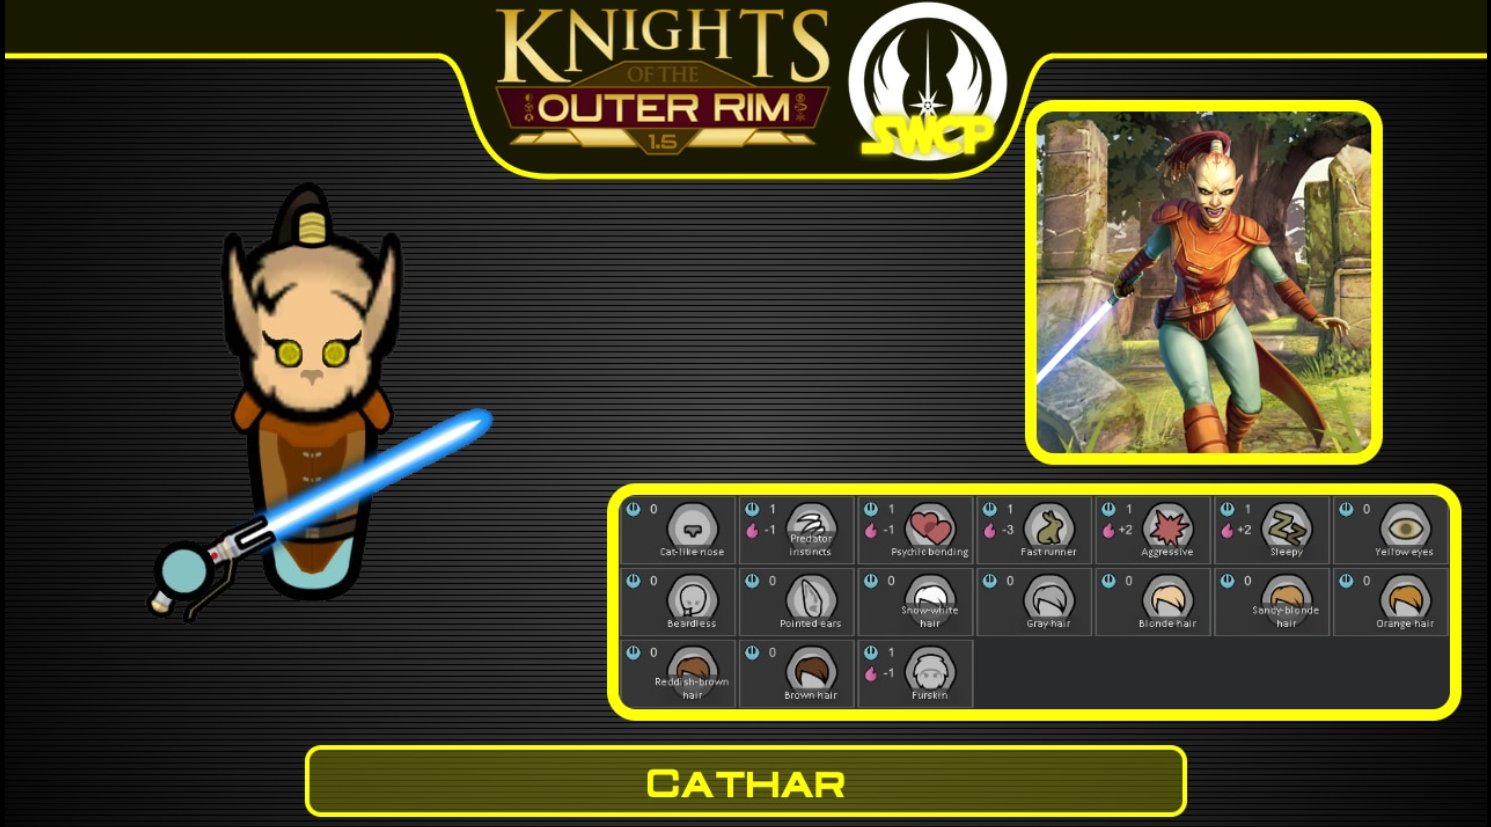 KNIGHTS
OF THE
OUTER RIM
1.5
SWCP
0
Cat-like nose
1
-1
Predator
instincts
1
-1
Psychic bonding
1
-3
Fast runner
1
+2
Aggressive
1
+2
Sleepy
0
Yellow eyes
0
Beardless
0
Pointed ears
0
Snow-white
hair
0
Gray hair
0
Blonde hair
0
Sandy-blonde
hair
0
Orange hair
0
Reddish-brown
hair
0
Brown hair
1
-1
Furskin
CATHAR